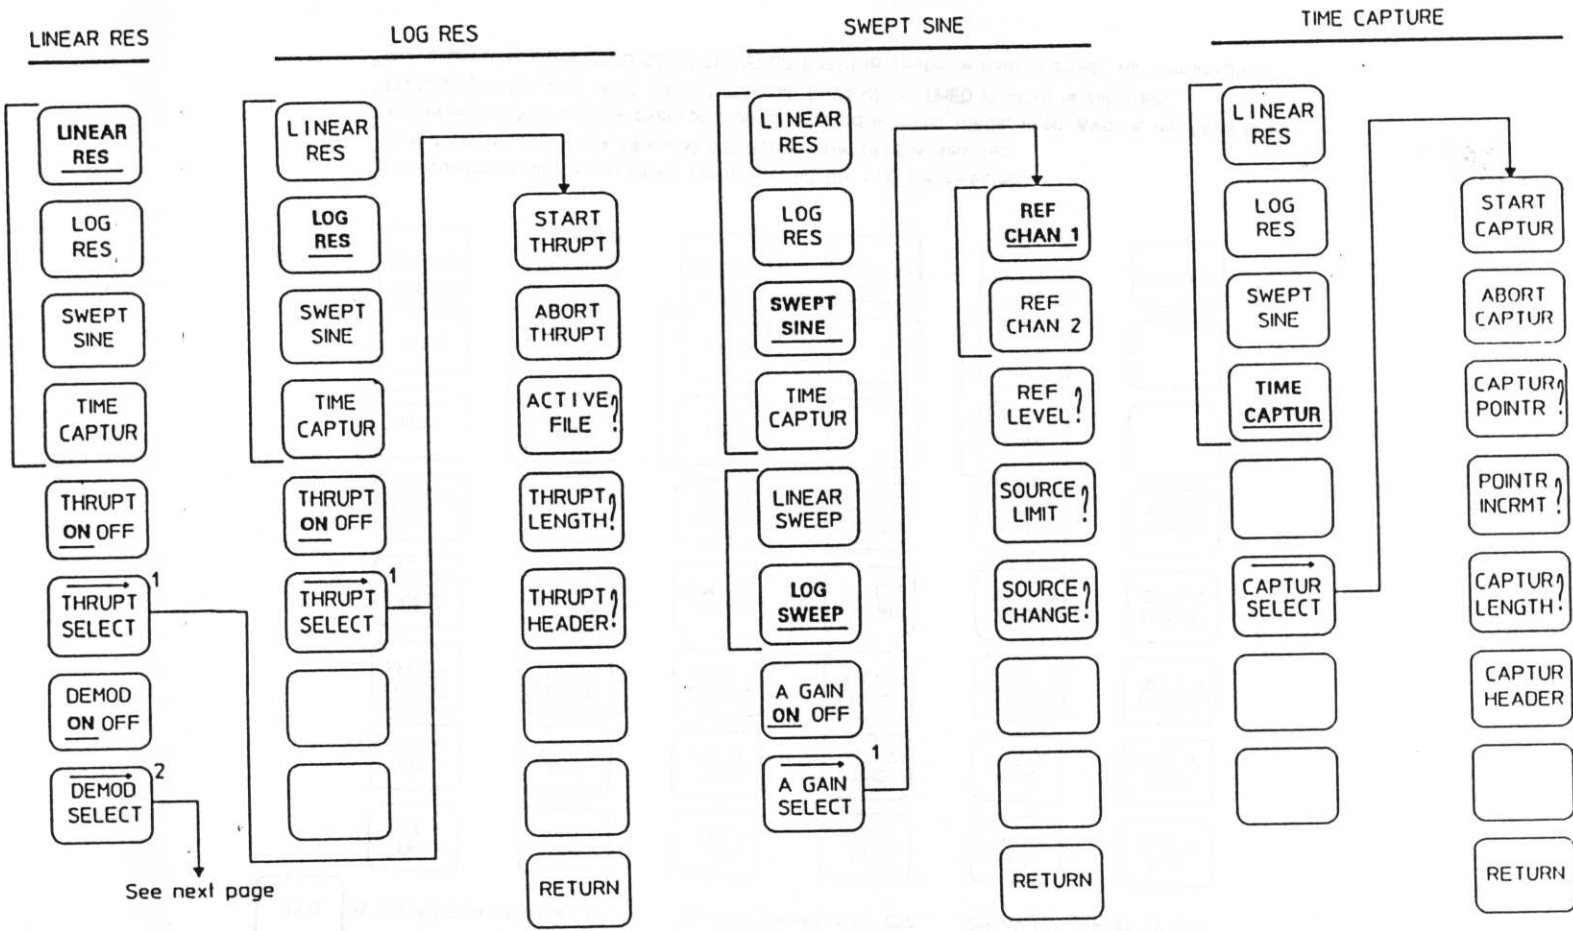 LINEAR RES
LINEAR
RES
LOG
RES
SWEPT
SINE
TIME
CAPTUR
THRUPT
ON OFF
THRUPT
SELECT
1
DEMOD
ON OFF
DEMOD
SELECT
2
See next page
LOG RES
LINEAR
RES
LOG
RES
SWEPT
SINE
TIME
CAPTUR
THRUPT
ON OFF
THRUPT
SELECT
1
START
THRUPT
ABORT
THRUPT
ACTIVE
FILE ?
THRUPT
LENGTH ?
THRUPT
HEADER ?
RETURN
SWEPT SINE
LINEAR
RES
LOG
RES
SWEPT
SINE
TIME
CAPTUR
LINEAR
SWEEP
LOG
SWEEP
A GAIN
ON OFF
A GAIN
SELECT
1
REF
CHAN 1
REF
CHAN 2
REF
LEVEL ?
SOURCE
LIMIT ?
SOURCE
CHANGE ?
RETURN
TIME CAPTURE
LINEAR
RES
LOG
RES
SWEPT
SINE
TIME
CAPTUR
CAPTUR
SELECT
START
CAPTUR
ABORT
CAPTUR
CAPTUR
POINTR ?
POINTR
INCRMT ?
CAPTUR
LENGTH ?
CAPTUR
HEADER
RETURN